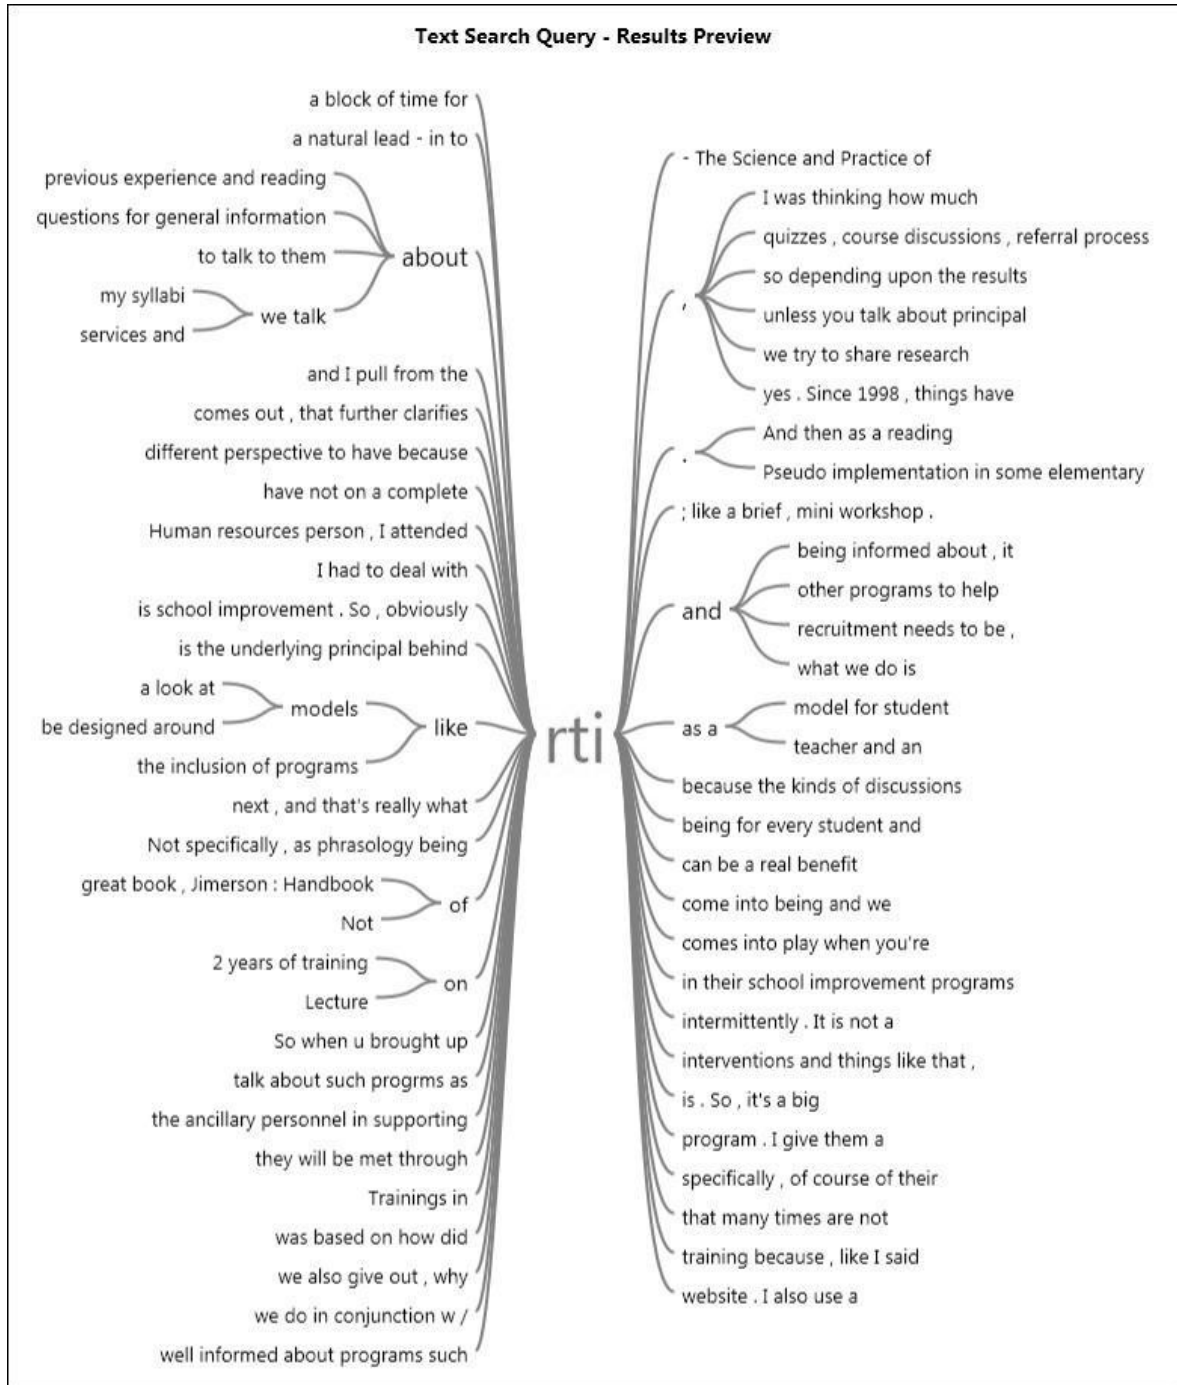 Text Search Query - Results Preview
a block of time for
a natural lead - in to
previous experience and reading
questions for general information
to talk to them
about
my syllabi
services and
we talk
and I pull from the
comes out , that further clarifies
different perspective to have because
have not on a complete
Human resources person , I attended
I had to deal with
is school improvement . So , obviously
is the underlying principal behind
a look at
be designed around
models
the inclusion of programs
like
next , and that's really what
Not specifically , as phrasology being
great book , Jimerson : Handbook
Not
of
2 years of training
Lecture
on
So when u brought up
talk about such progrms as
the ancillary personnel in supporting
they will be met through
Trainings in
was based on how did
we also give out , why
we do in conjunction w /
well informed about programs such
rti
- The Science and Practice of
,
I was thinking how much
quizzes , course discussions , referral process
so depending upon the results
unless you talk about principal
we try to share research
yes . Since 1998 , things have
.
And then as a reading
Pseudo implementation in some elementary
; like a brief , mini workshop .
and
being informed about , it
other programs to help
recruitment needs to be ,
what we do is
as a
model for student
teacher and an
because the kinds of discussions
being for every student and
can be a real benefit
come into being and we
comes into play when you're
in their school improvement programs
intermittently . It is not a
interventions and things like that ,
is . So , it's a big
program . I give them a
specifically , of course of their
that many times are not
training because , like I said
website . I also use a